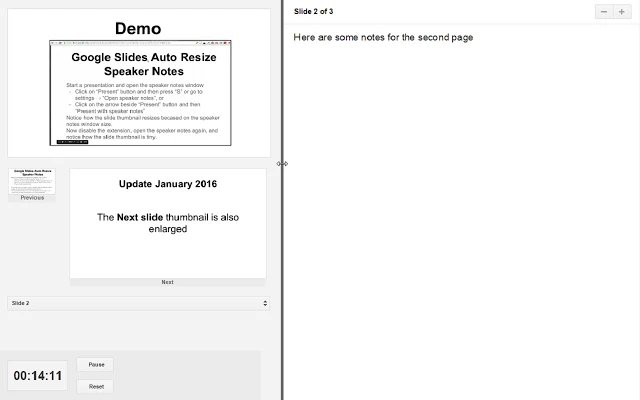 Demo
Google Slides Auto Resize
Speaker Notes
Start a presentation and open the speaker notes window
- Click on "Present" button and then press "S" or go to
settings -> "Open speaker notes", or
- Click on the arrow beside "Present" button and then
"Present with speaker notes"
Notice how the slide thumbnail resizes becased on the speaker
notes window size.
Now disable the extension, open the speaker notes again, and
notice how the slide thumbnail is tiny.
Google Slides Auto Resize
Speaker Notes
Previous
Update January 2016
The Next slide thumbnail is also
enlarged
Next
Slide 2
00:14:11
Pause
Reset
Slide 2 of 3
− +
Here are some notes for the second page